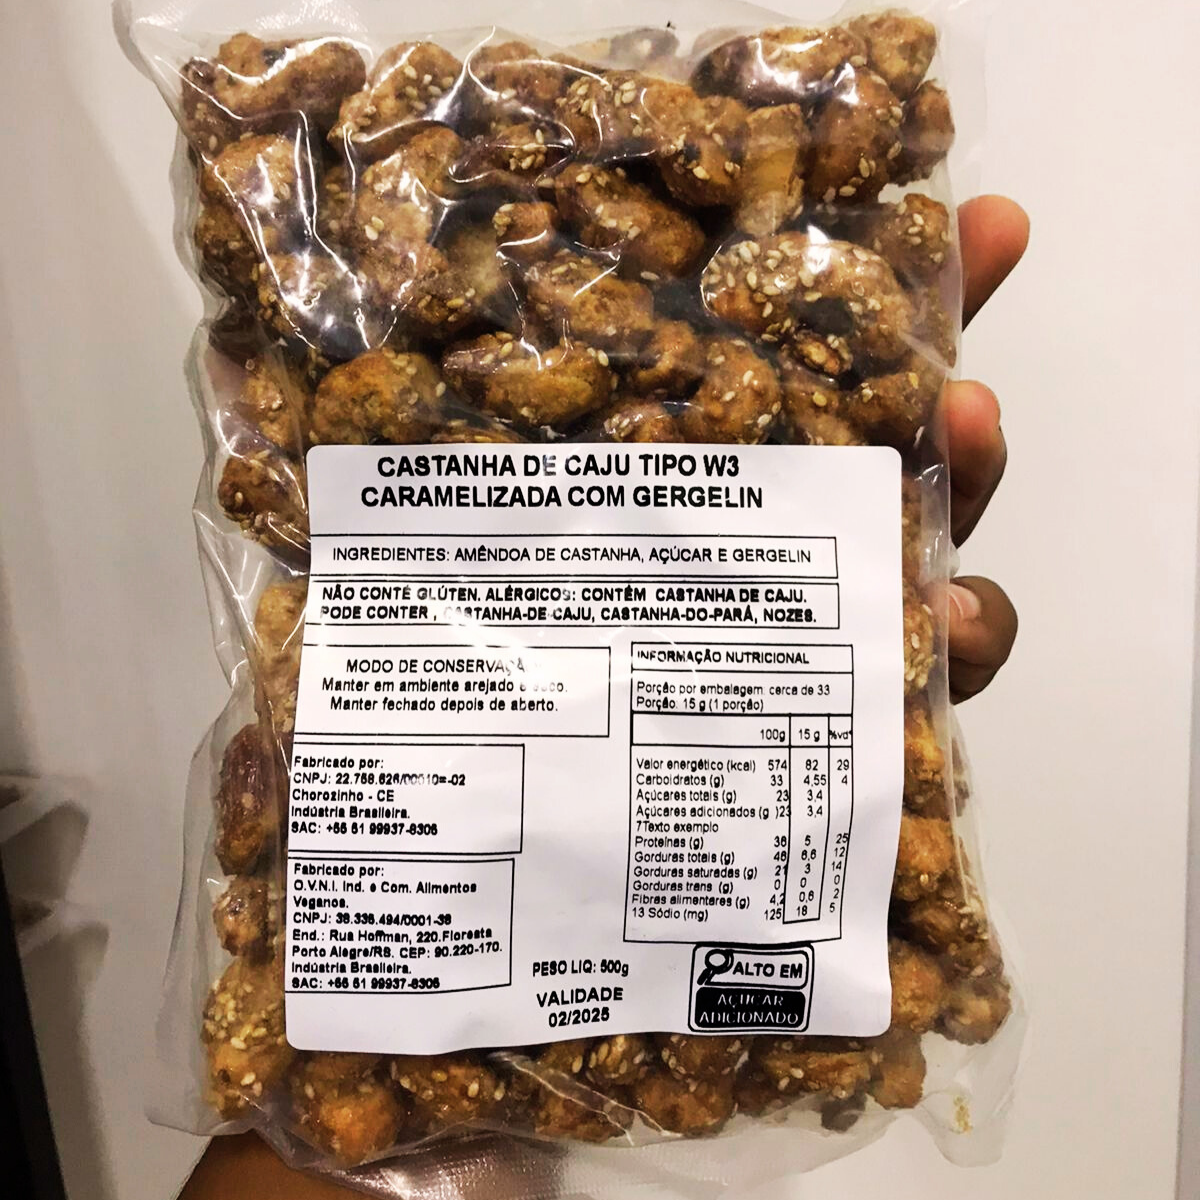 CASTANHA DE CAJU TIPO W3
CARAMELIZADA COM GERGELIN
INGREDIENTES: AMÊNDOA DE CASTANHA, AÇÚCAR E GERGELIN
NÃO CONTÉ GLÚTEN. ALÉRGICOS: CONTÉM CASTANHA DE CAJU.
PODE CONTER , CASTANHA-DE-CAJU, CASTANHA-DO-PARÁ, NOZES.
MODO DE CONSERVAÇÃ
Manter em ambiente arejado e seco.
Manter fechado depois de aberto.
Fabricado por:
CNPJ:
Chorozinho - CE
Indústria Brasileira.
SAC: +55 51 99937-8306
Fabricado por:
O.V.N.I. Ind. e Com. Alimentos
Veganos.
CNPJ: 38.336.494/0001-38
End.: Rua Hoffman, 220.Floresta
Porto Alegre/RS. CEP: 90.220-170.
Indústria Brasileira.
SAC: +55 51 99937-8306
INFORMAÇÃO NUTRICIONAL
Porção por embalagem: cerca de 33
Porção: 15 g (1 porção)
100g 15 g %vd*
Valor energético (kcal) 574 82 29
Carboidratos (g) 33 4,55 4
Açúcares totais (g) 23 3,4
Açúcares adicionados (g )23 3,4
7Texto exemplo
Proteínas (g) 36 5 25
Gorduras totais (g) 46 6,6 12
Gorduras saturadas (g) 21 3 14
Gorduras trans (g) 0 0 0
Fibras alimentares (g) 4,2 0,6 2
13 Sódio (mg) 125 18 5
PESO LIQ: 500g
VALIDADE
02/2025
ALTO EM
AÇÚCAR
ADICIONADO